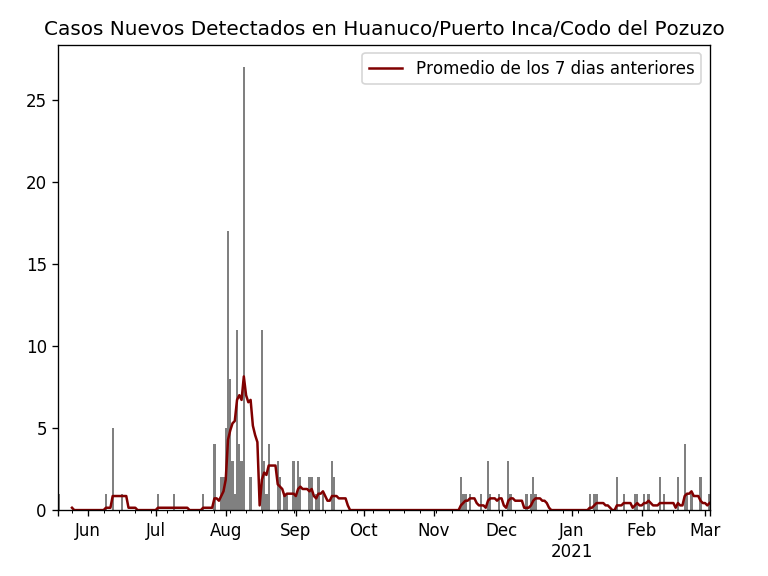 Casos Nuevos Detectados en Huanuco/Puerto Inca/Codo del Pozuzo
Promedio de los 7 dias anteriores
25
20
15
10
5
0
Jun Jul Aug Sep Oct Nov Dec Jan Feb Mar
2021